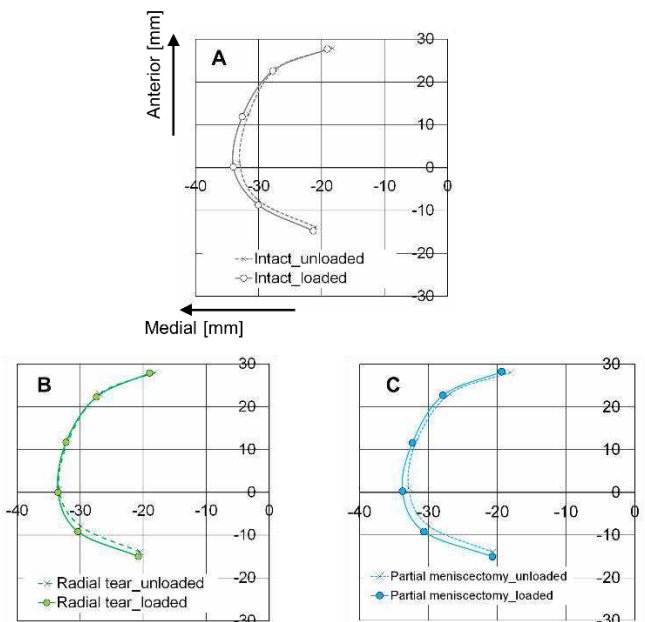 Anterior [mm]
A
30
20
10
0
-40 -30 -20 -10 0
-10
-20
-30
Intact_unloaded
Intact_loaded
Medial [mm]
B
30
20
10
0
-40 -30 -20 -10 0
-10
-20
-30
Radial tear_unloaded
Radial tear_loaded
C
30
20
10
0
-40 -30 -20 -10 0
-10
-20
-30
Partial meniscectomy_unloaded
Partial meniscectomy_loaded